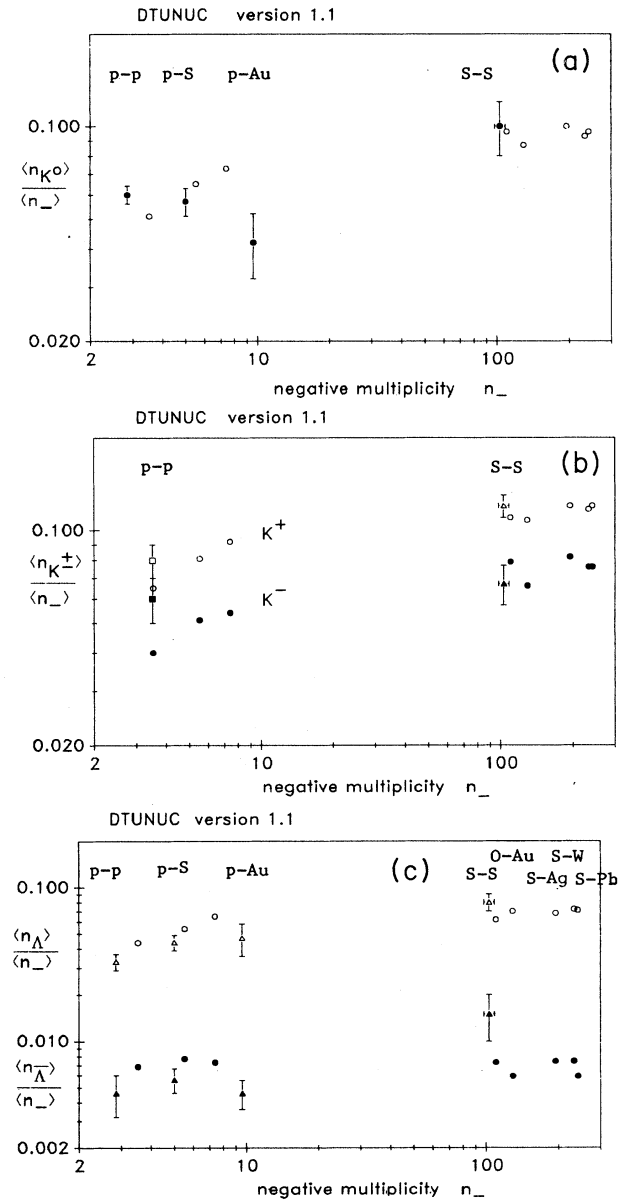 DTUNUC version 1.1
(a)
p-p p-S p-Au S-S
0.100
⟨n_K⁰⟩
⟨n_⟩
0.020
2 10 100
negative multiplicity n_
DTUNUC version 1.1
(b)
p-p S-S
0.100
K⁺
⟨n_K±⟩
⟨n_⟩
K⁻
0.020
2 10 100
negative multiplicity n_
DTUNUC version 1.1
O-Au S-W
p-p p-S p-Au (c) S-S
S-Ag S-Pb
0.100
⟨n_Λ⟩
⟨n_⟩
0.010
⟨n_Λ̄⟩
⟨n_⟩
0.002
2 10 100
negative multiplicity n_